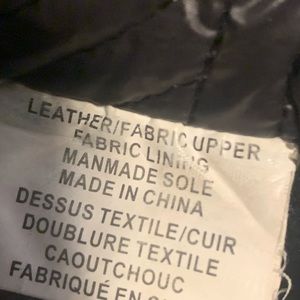 LEATHER/FABRIC UPPER
FABRIC LINING
MANMADE SOLE
MADE IN CHINA
DESSUS TEXTILE/CUIR
DOUBLURE TEXTILE
CAOUTCHOUC
FABRIQUÉ EN